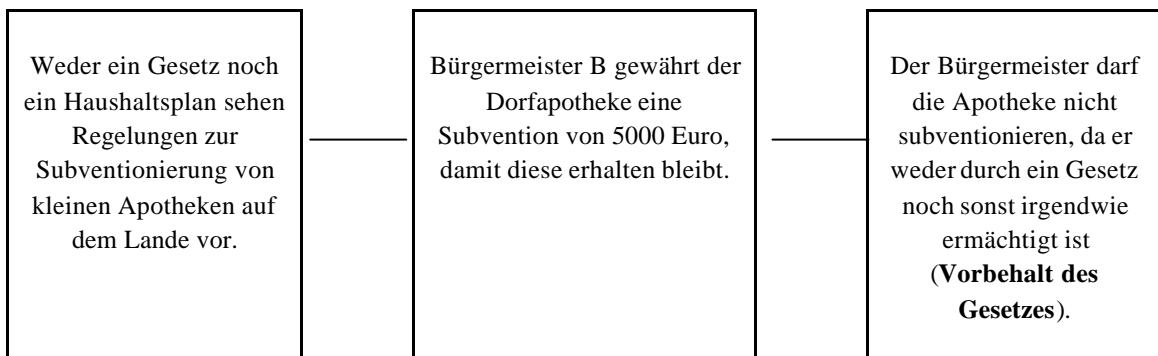 Weder ein Gesetz noch
ein Haushaltsplan sehen
Regelungen zur
Subventionierung von
kleinen Apotheken auf
dem Lande vor.
Bürgermeister B gewährt der
Dorfapotheke eine
Subvention von 5000 Euro,
damit diese erhalten bleibt.
Der Bürgermeister darf
die Apotheke nicht
subventionieren, da er
weder durch ein Gesetz
noch sonst irgendwie
ermächtigt ist
(Vorbehalt des
Gesetzes).